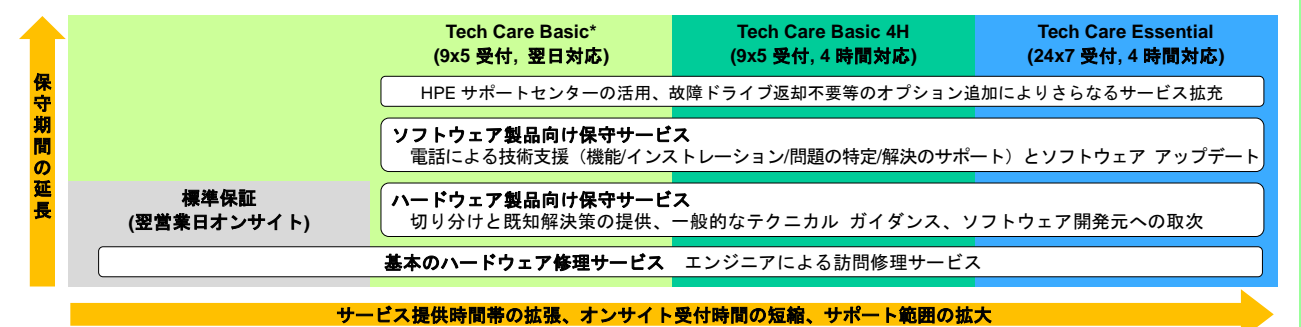 Tech Care Basic*
(9x5 受付, 翌日対応)
Tech Care Basic 4H
(9x5 受付, 4 時間対応)
Tech Care Essential
(24x7 受付, 4 時間対応)
保守期間の延長
HPE サポートセンターの活用、故障ドライブ返却不要等のオプション追加によりさらなるサービス拡充
ソフトウェア製品向け保守サービス
電話による技術支援（機能/インストレーション/問題の特定/解決のサポート）とソフトウェア アップデート
標準保証
(翌営業日オンサイト)
ハードウェア製品向け保守サービス
切り分けと既知解決策の提供、一般的なテクニカル ガイダンス、ソフトウェア開発元への取次
基本のハードウェア修理サービス　エンジニアによる訪問修理サービス
サービス提供時間帯の拡張、オンサイト受付時間の短縮、サポート範囲の拡大